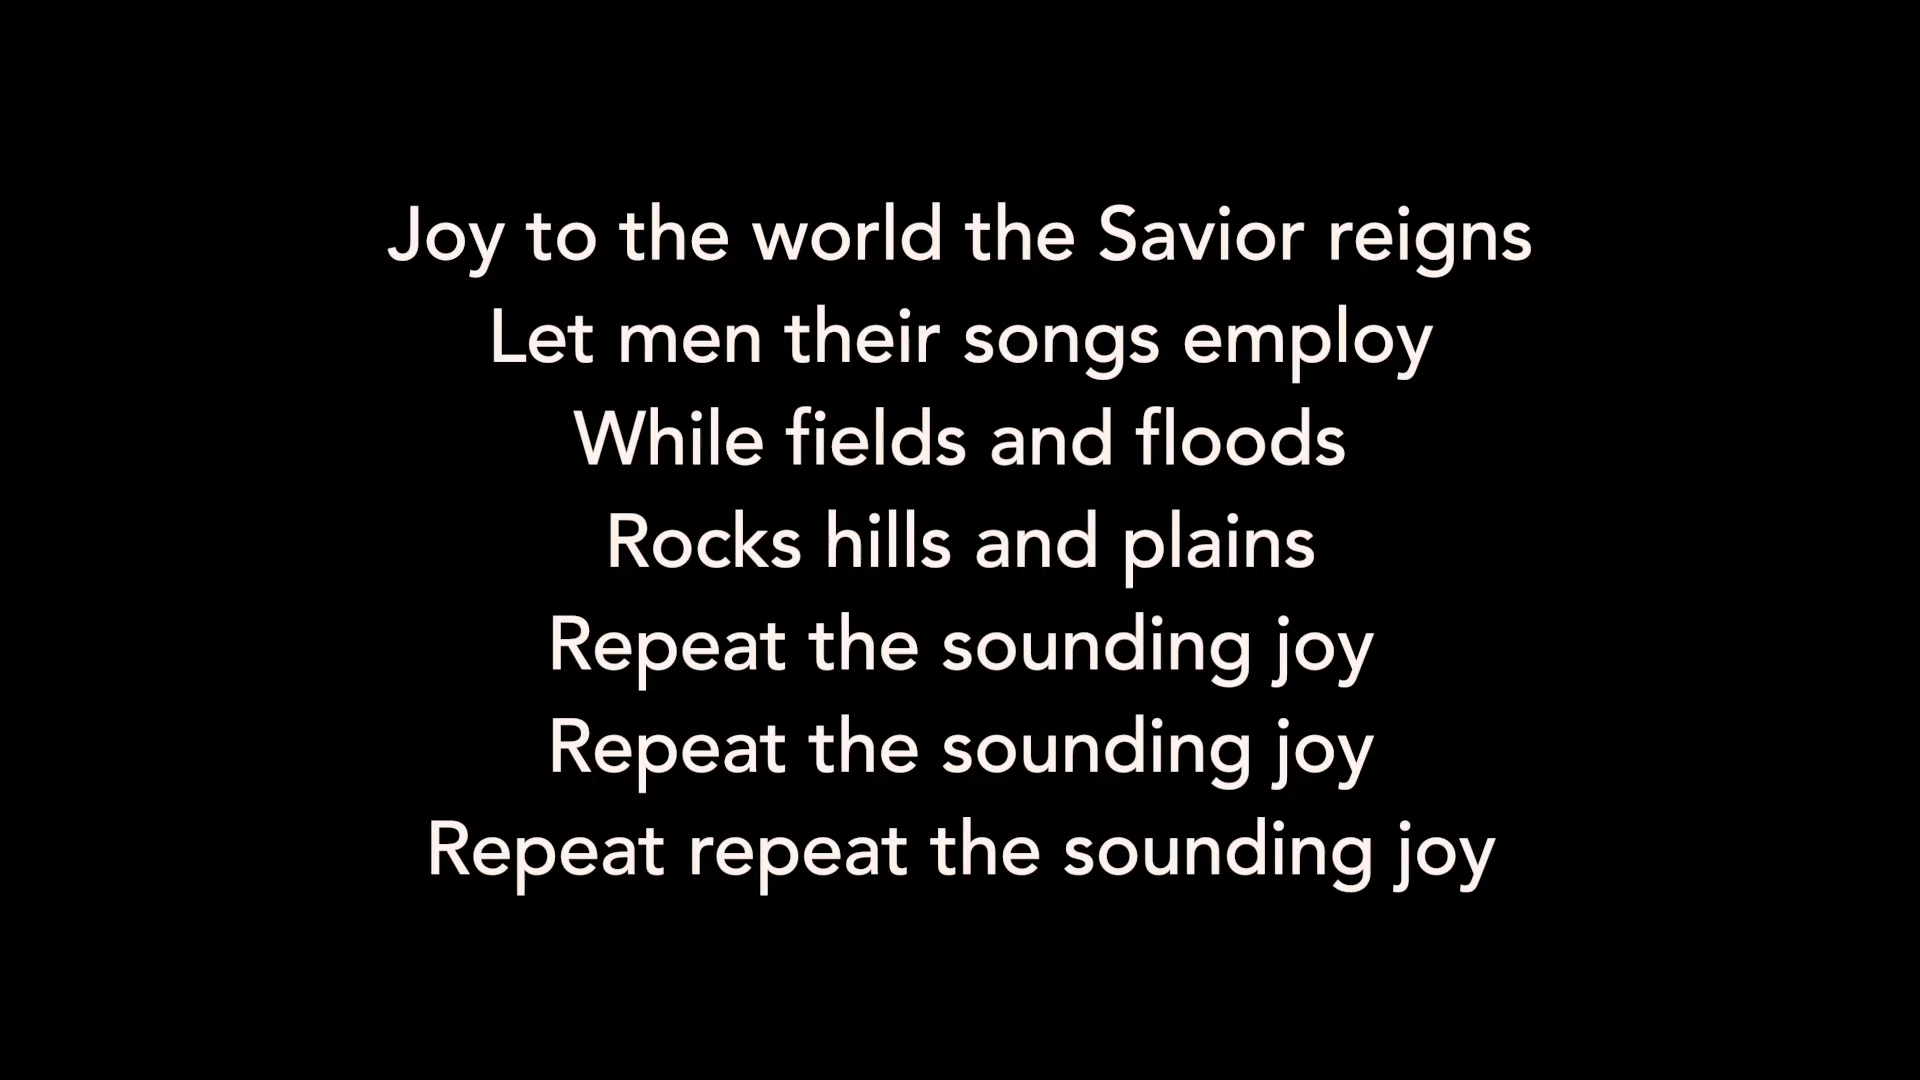 Joy to the world the Savior reigns
Let men their songs employ
While fields and floods
Rocks hills and plains
Repeat the sounding joy
Repeat the sounding joy
Repeat repeat the sounding joy